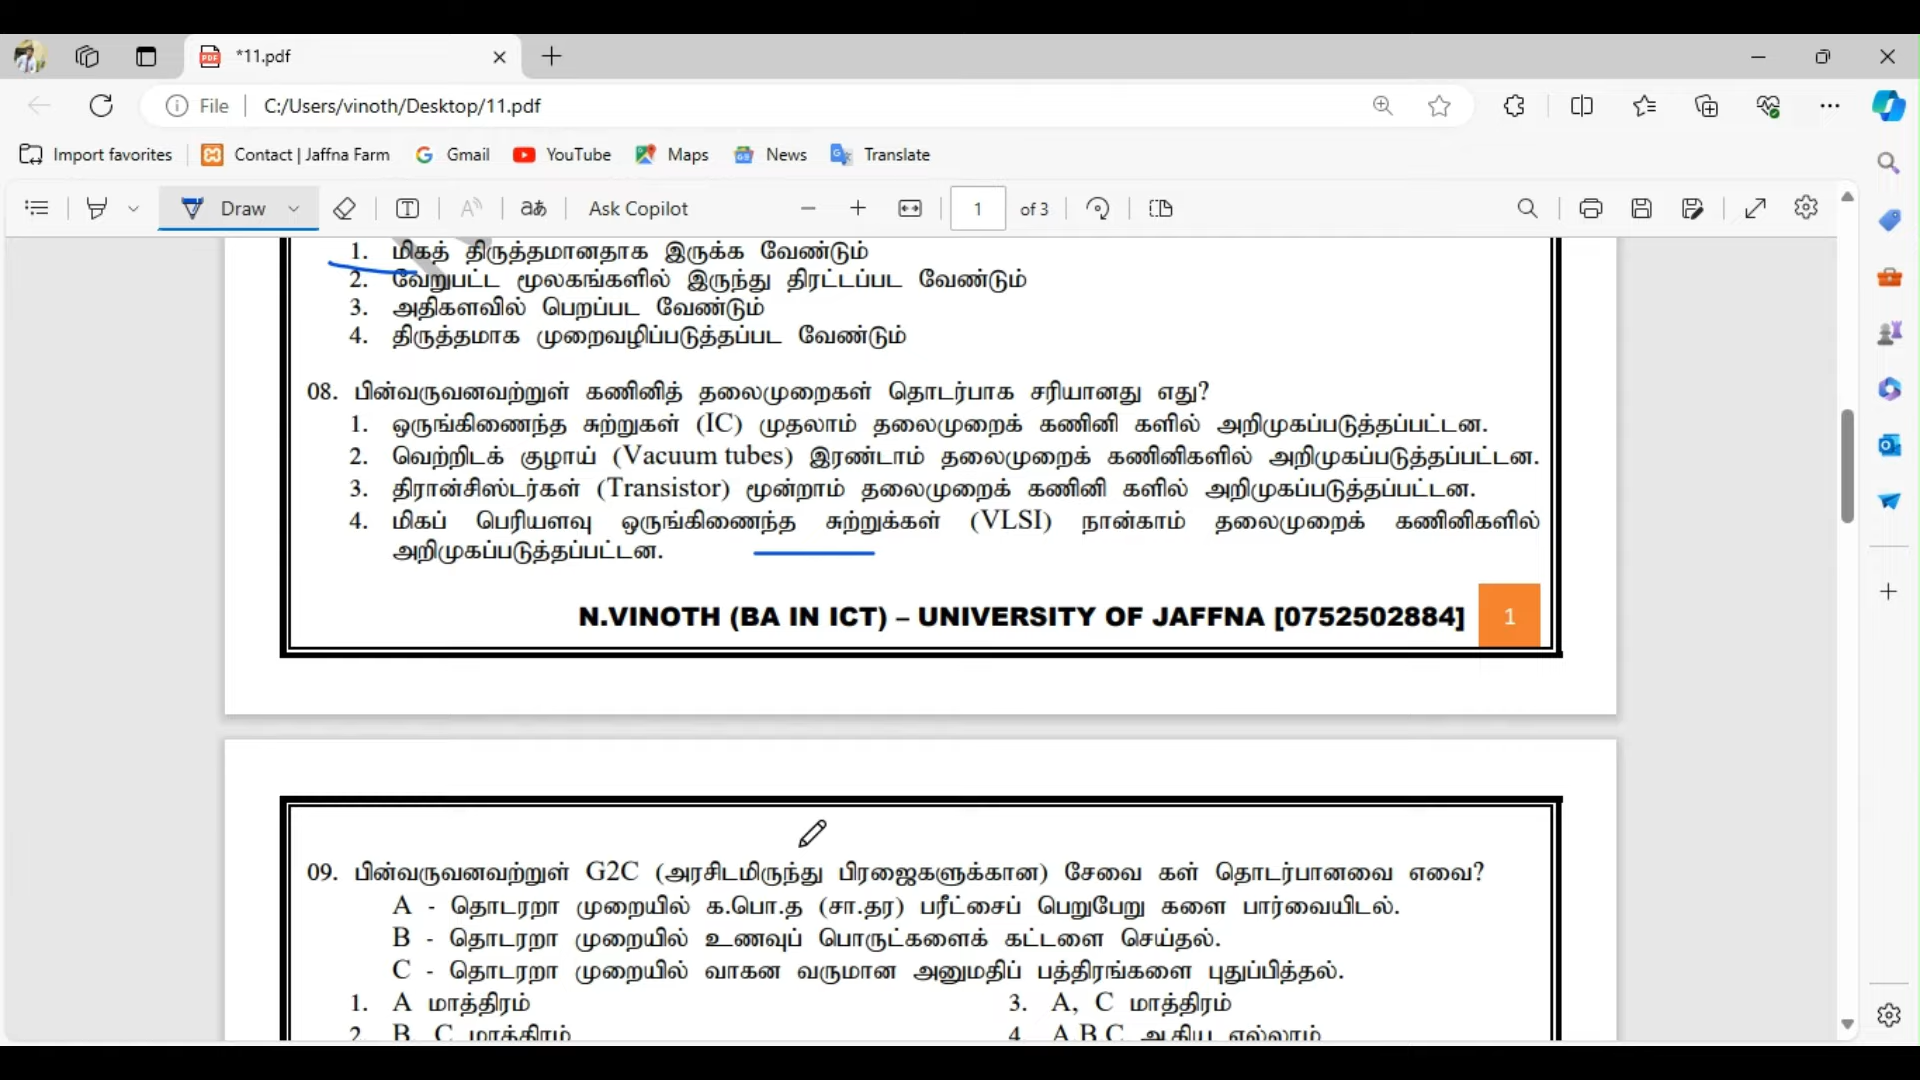 *11.pdf
File
C:/Users/vinoth/Desktop/11.pdf
Import favorites
Contact | Jaffna Farm
Gmail
YouTube
Maps
News
Translate
Draw
Ask Copilot
1 of 3
1. மிகத் திருத்தமானதாக இருக்க வேண்டும்
2. வேறுபட்ட மூலகங்களில் இருந்து திரட்டப்பட வேண்டும்
3. அதிகளவில் பெறப்பட வேண்டும்
4. திருத்தமாக முறைவழிப்படுத்தப்பட வேண்டும்
08. பின்வருவனவற்றுள் கணினித் தலைமுறைகள் தொடர்பாக சரியானது எது?
1. ஒருங்கிணைந்த சுற்றுகள் (IC) முதலாம் தலைமுறைக் கணினி களில் அறிமுகப்படுத்தப்பட்டன.
2. வெற்றிடக் குழாய் (Vacuum tubes) இரண்டாம் தலைமுறைக் கணினிகளில் அறிமுகப்படுத்தப்பட்டன.
3. திரான்சிஸ்டர்கள் (Transistor) மூன்றாம் தலைமுறைக் கணினி களில் அறிமுகப்படுத்தப்பட்டன.
4. மிகப் பெரியளவு ஒருங்கிணைந்த சுற்றுக்கள் (VLSI) நான்காம் தலைமுறைக் கணினிகளில்
அறிமுகப்படுத்தப்பட்டன.
N.VINOTH (BA IN ICT) – UNIVERSITY OF JAFFNA [0752502884] 1
09. பின்வருவனவற்றுள் G2C (அரசிடமிருந்து பிரஜைகளுக்கான) சேவை கள் தொடர்பானவை எவை?
A - தொடரறா முறையில் க.பொ.த (சா.தர) பரீட்சைப் பெறுபேறு களை பார்வையிடல்.
B - தொடரறா முறையில் உணவுப் பொருட்களைக் கட்டளை செய்தல்.
C - தொடரறா முறையில் வாகன வருமான அனுமதிப் பத்திரங்களை புதுப்பித்தல்.
1. A மாத்திரம் 3. A, C மாத்திரம்
2. B, C மாத்திரம் 4. A,B,C ஆகிய எல்லாம்